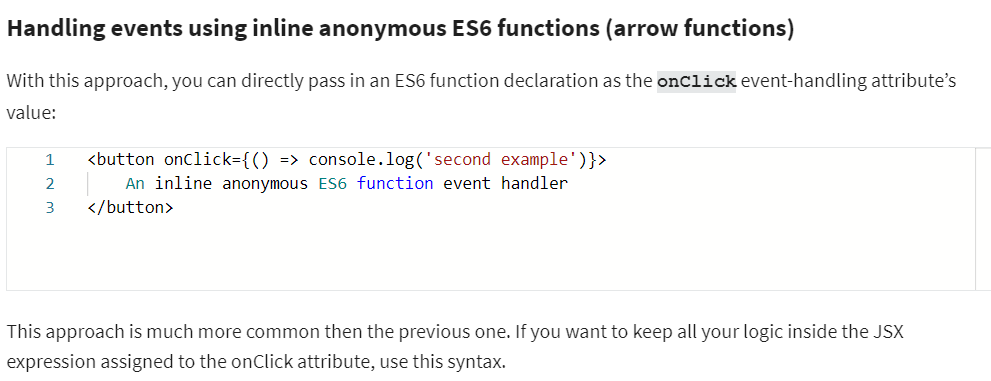 Handling events using inline anonymous ES6 functions (arrow functions)
With this approach, you can directly pass in an ES6 function declaration as the onClick event-handling attribute’s
value:
1 <button onClick={() => console.log('second example')}>
2 An inline anonymous ES6 function event handler
3 </button>
This approach is much more common then the previous one. If you want to keep all your logic inside the JSX
expression assigned to the onClick attribute, use this syntax.